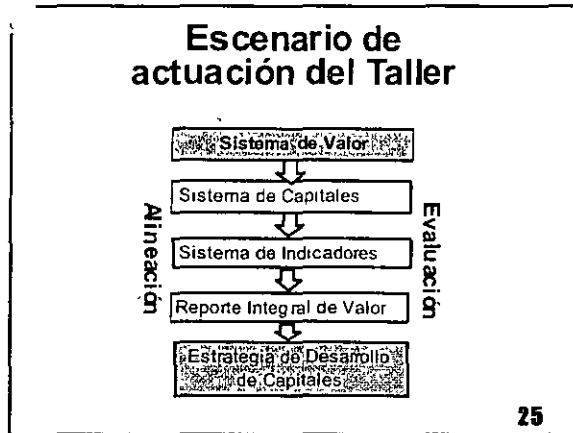 Escenario de
actuación del Taller
Sistema de Valor
Sistema de Capitales
Alineación
Evaluación
Sistema de Indicadores
Reporte Integral de Valor
Estrategia de Desarrollo
de Capitales
25